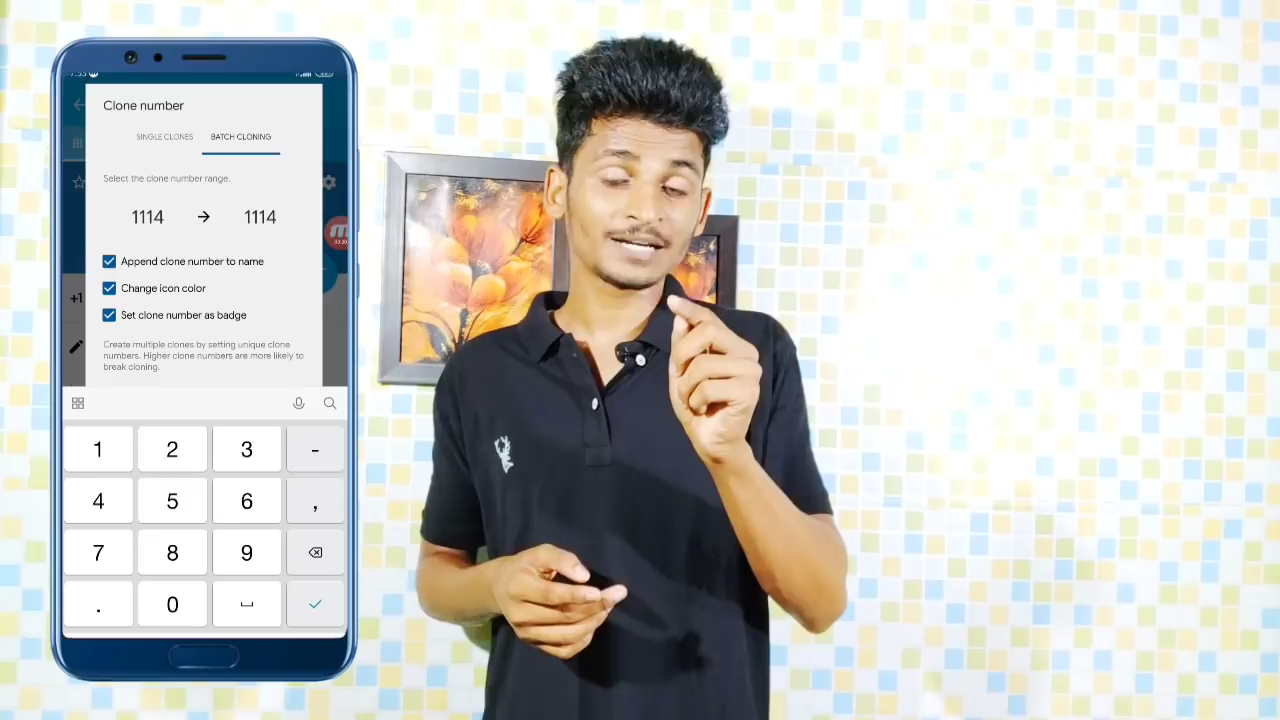 Clone number
SINGLE CLONES BATCH CLONING
Select the clone number range.
1114 → 1114
Append clone number to name
Change icon color
Set clone number as badge
Create multiple clones by setting unique clone
numbers. Higher clone numbers are more likely to
break cloning.
+1
1 2 3 -
4 5 6 ,
7 8 9
. 0